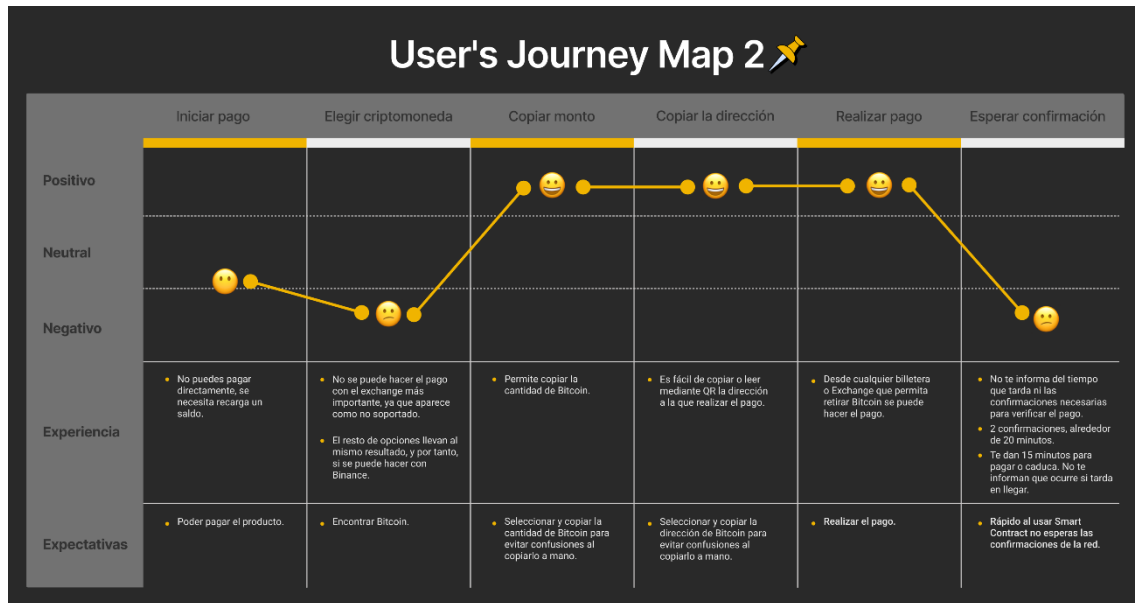 User's Journey Map 2
Iniciar pago
Elegir criptomoneda
Copiar monto
Copiar la dirección
Realizar pago
Esperar confirmación
Positivo
Neutral
Negativo
Experiencia
No puedes pagar
directamente, se
necesita recarga un
saldo.
No se puede hacer el pago
con el exchange más
importante, ya que aparece
como no soportado.
El resto de opciones llevan al
mismo resultado, y por tanto,
si se puede hacer con
Binance.
Permite copiar la
cantidad de Bitcoin.
Es fácil de copiar o leer
mediante QR la dirección
a la que realizar el pago.
Desde cualquier billetera
o Exchange que permita
retirar Bitcoin se puede
hacer el pago.
No te informa del tiempo
que tarda ni las
confirmaciones necesarias
para verificar el pago.
2 confirmaciones, alrededor
de 20 minutos.
Te dan 15 minutos para
pagar o caduca. No te
informan que ocurre si tarda
en llegar.
Expectativas
Poder pagar el producto.
Encontrar Bitcoin.
Seleccionar y copiar la
cantidad de Bitcoin para
evitar confusiones al
copiarlo a mano.
Seleccionar y copiar la
dirección de Bitcoin para
evitar confusiones al
copiarlo a mano.
Realizar el pago.
Rápido al usar Smart
Contract no esperas las
confirmaciones de la red.